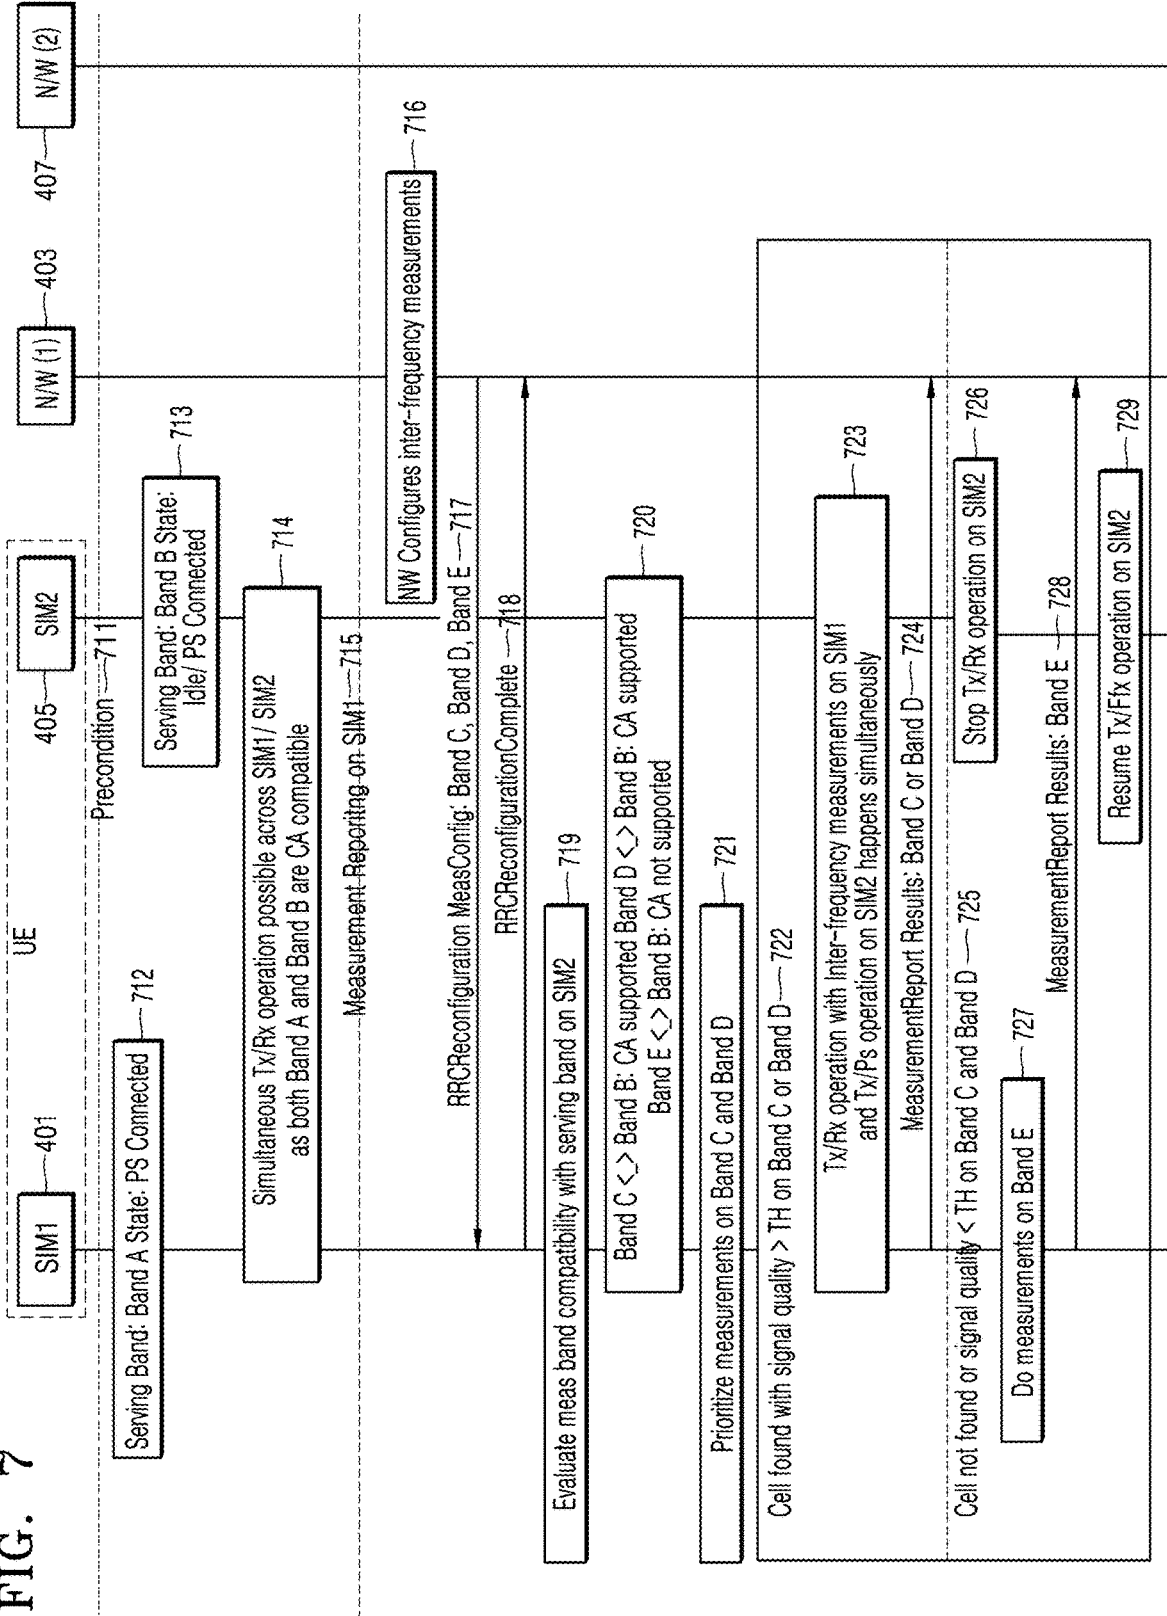 FIG. 7
UE
SIM1
401
405
SIM2
N/W (1)
403
407
N/W (2)
Precondition 711
Serving Band: Band A State: PS Connected
712
Serving Band: Band B State:
Idle/ PS Connected
713
Simultaneous Tx/Rx operation possible across SIM1/ SIM2
as both Band A and Band B are CA compatible
714
Measurement Reporitng on SIM1 715
NW Configures inter-frequency measurements
716
RRCReconfiguration MeasConfig: Band C, Band D, Band E 717
RRCReconfigurationComplete 718
Evaluate meas band compatibility with serving band on SIM2
719
Band C <_> Band B: CA supported Band D <_> Band B: CA supported
Band E <_> Band B: CA not supported
720
Prioritize measurements on Band C and Band D
721
Cell found with signal quality > TH on Band C or Band D 722
Tx/Rx operation with Inter-frequency measurements on SIM1
and Tx/Ps operation on SIM2 happens simultaneously
723
MeasurementReport Results: Band C or Band D 724
Cell not found or signal quality < TH on Band C and Band D 725
Stop Tx/Rx operation on SIM2
726
Do measurements on Band E
727
MeasurementReport Results: Band E 728
Resume Tx/Ffx operation on SIM2
729